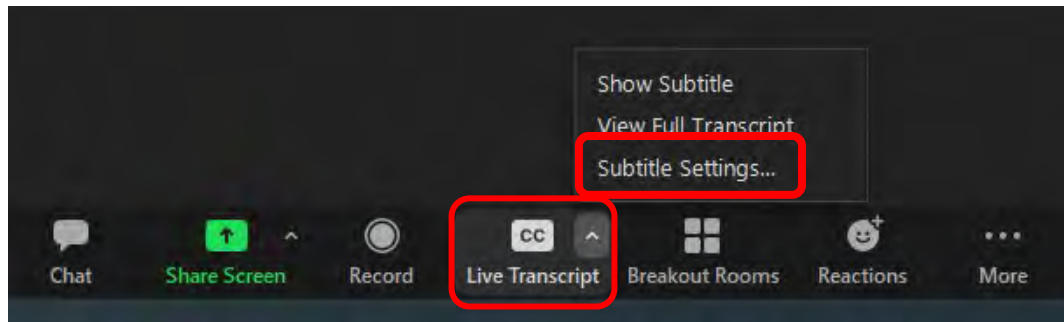 Show Subtitle
View Full Transcript
Subtitle Settings...
CC
Chat
Share Screen
Record
Live Transcript
Breakout Rooms
Reactions
More